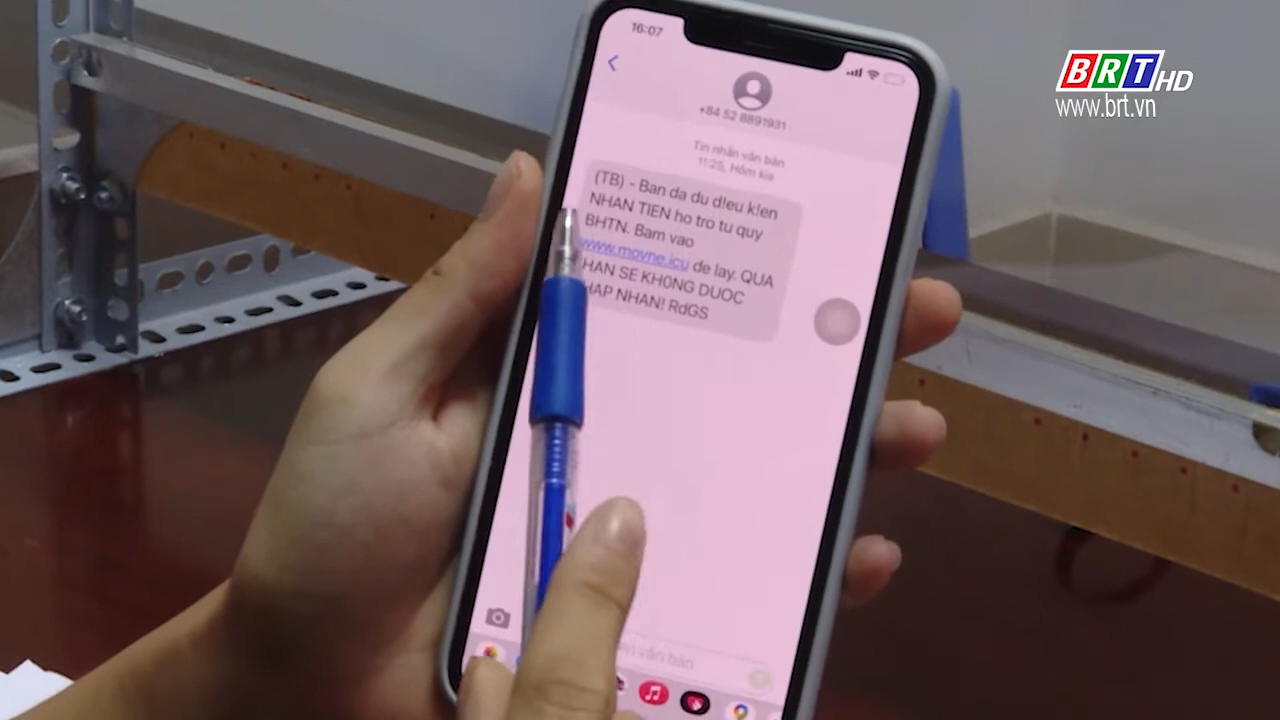 16:07
BRT HD
www.brt.vn
+84 52 8891931
Tin nhắn văn bản
11:25, Hôm kia
(TB) - Ban da du d!eu k!en
NHAN TIEN ho tro tu quy
BHTN. Bam vao
www.movne.icu de lay. QUA
HAN SE KH0NG DUOC
HAP NHAN! RdGS
văn bản